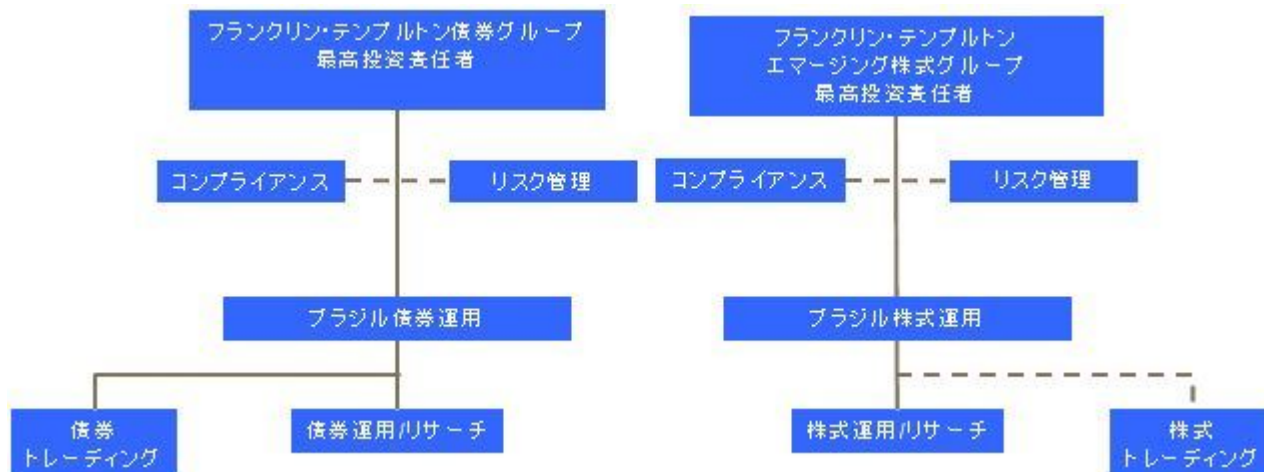 フランクリン・テンプルトン債券グループ
最高投資責任者
フランクリン・テンプルトン
エマージング株式グループ
最高投資責任者
コンプライアンス
リスク管理
コンプライアンス
リスク管理
ブラジル債券運用
ブラジル株式運用
債券
トレーディング
債券運用/リサーチ
株式運用/リサーチ
株式
トレーディング